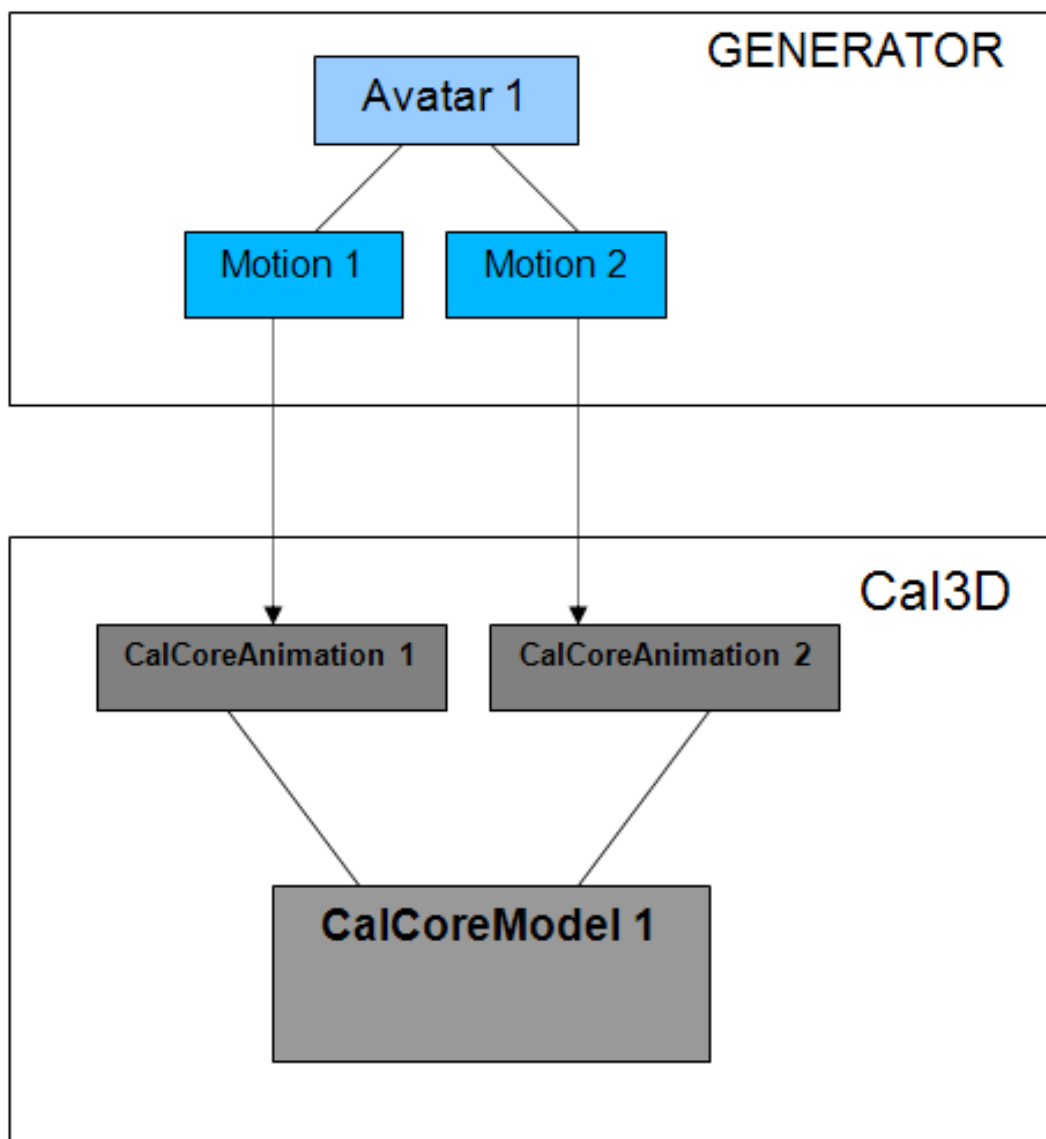 GENERATOR
Avatar 1
Motion 1
Motion 2
Cal3D
CalCoreAnimation 1
CalCoreAnimation 2
CalCoreModel 1